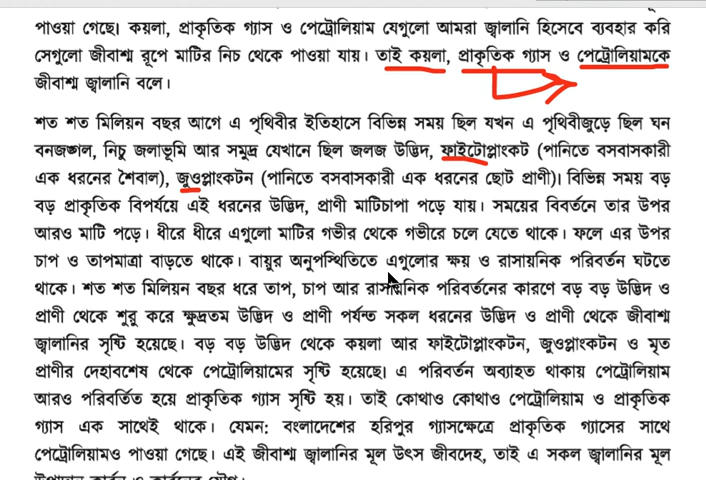 পাওয়া গেছে। কয়লা, প্রাকৃতিক গ্যাস ও পেট্রোলিয়াম যেগুলো আমরা জ্বালানি হিসেবে ব্যবহার করি
সেগুলো জীবাশ্ম রূপে মাটির নিচ থেকে পাওয়া যায়। তাই কয়লা, প্রাকৃতিক গ্যাস ও পেট্রোলিয়ামকে
জীবাশ্ম জ্বালানি বলে।
শত শত মিলিয়ন বছর আগে এ পৃথিবীর ইতিহাসে বিভিন্ন সময় ছিল যখন এ পৃথিবীজুড়ে ছিল ঘন
বনজঙ্গল, নিচু জলাভূমি আর সমুদ্র যেখানে ছিল জলজ উদ্ভিদ, ফাইটোপ্লাংকট (পানিতে বসবাসকারী
এক ধরনের শৈবাল), জুওপ্লাংকটন (পানিতে বসবাসকারী এক ধরনের ছোট প্রাণী)। বিভিন্ন সময় বড়
বড় প্রাকৃতিক বিপর্যয়ে এই ধরনের উদ্ভিদ, প্রাণী মাটিচাপা পড়ে যায়। সময়ের বিবর্তনে তার উপর
আরও মাটি পড়ে। ধীরে ধীরে এগুলো মাটির গভীর থেকে গভীরে চলে যেতে থাকে। ফলে এর উপর
চাপ ও তাপমাত্রা বাড়তে থাকে। বায়ুর অনুপস্থিতিতে এগুলোর ক্ষয় ও রাসায়নিক পরিবর্তন ঘটতে
থাকে। শত শত মিলিয়ন বছর ধরে তাপ, চাপ আর রাসায়নিক পরিবর্তনের কারণে বড় বড় উদ্ভিদ ও
প্রাণী থেকে শুরু করে ক্ষুদ্রতম উদ্ভিদ ও প্রাণী পর্যন্ত সকল ধরনের উদ্ভিদ ও প্রাণী থেকে জীবাশ্ম
জ্বালানির সৃষ্টি হয়েছে। বড় বড় উদ্ভিদ থেকে কয়লা আর ফাইটোপ্লাংকটন, জুওপ্লাংকটন ও মৃত
প্রাণীর দেহাবশেষ থেকে পেট্রোলিয়ামের সৃষ্টি হয়েছে। এ পরিবর্তন অব্যাহত থাকায় পেট্রোলিয়াম
আরও পরিবর্তিত হয়ে প্রাকৃতিক গ্যাস সৃষ্টি হয়। তাই কোথাও কোথাও পেট্রোলিয়াম ও প্রাকৃতিক
গ্যাস এক সাথেই থাকে। যেমন: বাংলাদেশের হরিপুর গ্যাসক্ষেত্রে প্রাকৃতিক গ্যাসের সাথে
পেট্রোলিয়ামও পাওয়া গেছে। এই জীবাশ্ম জ্বালানির মূল উৎস জীবদেহ, তাই এ সকল জ্বালানির মূল